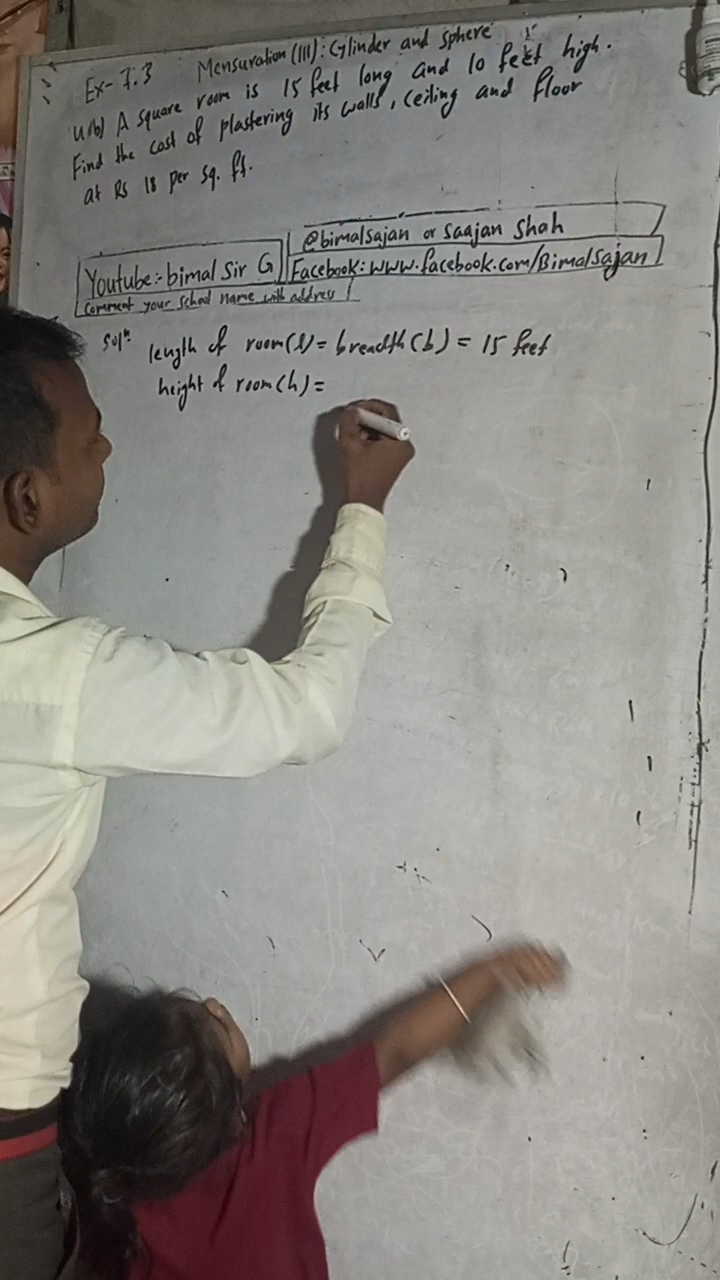 Ex- 7.3 Mensuration (III): Cylinder and Sphere
4(b) A square room is 15 feet long and 10 feet high.
Find the cost of plastering its walls, ceiling and floor
at Rs 18 per sq. ft.
@bimalsajan or Saajan Shah
Youtube:- bimal Sir G
Facebook: www.facebook.com/Bimalsajan
Comment your School name with address
Solⁿ length of room(l) = breadth(b) = 15 feet
height of room(h) =